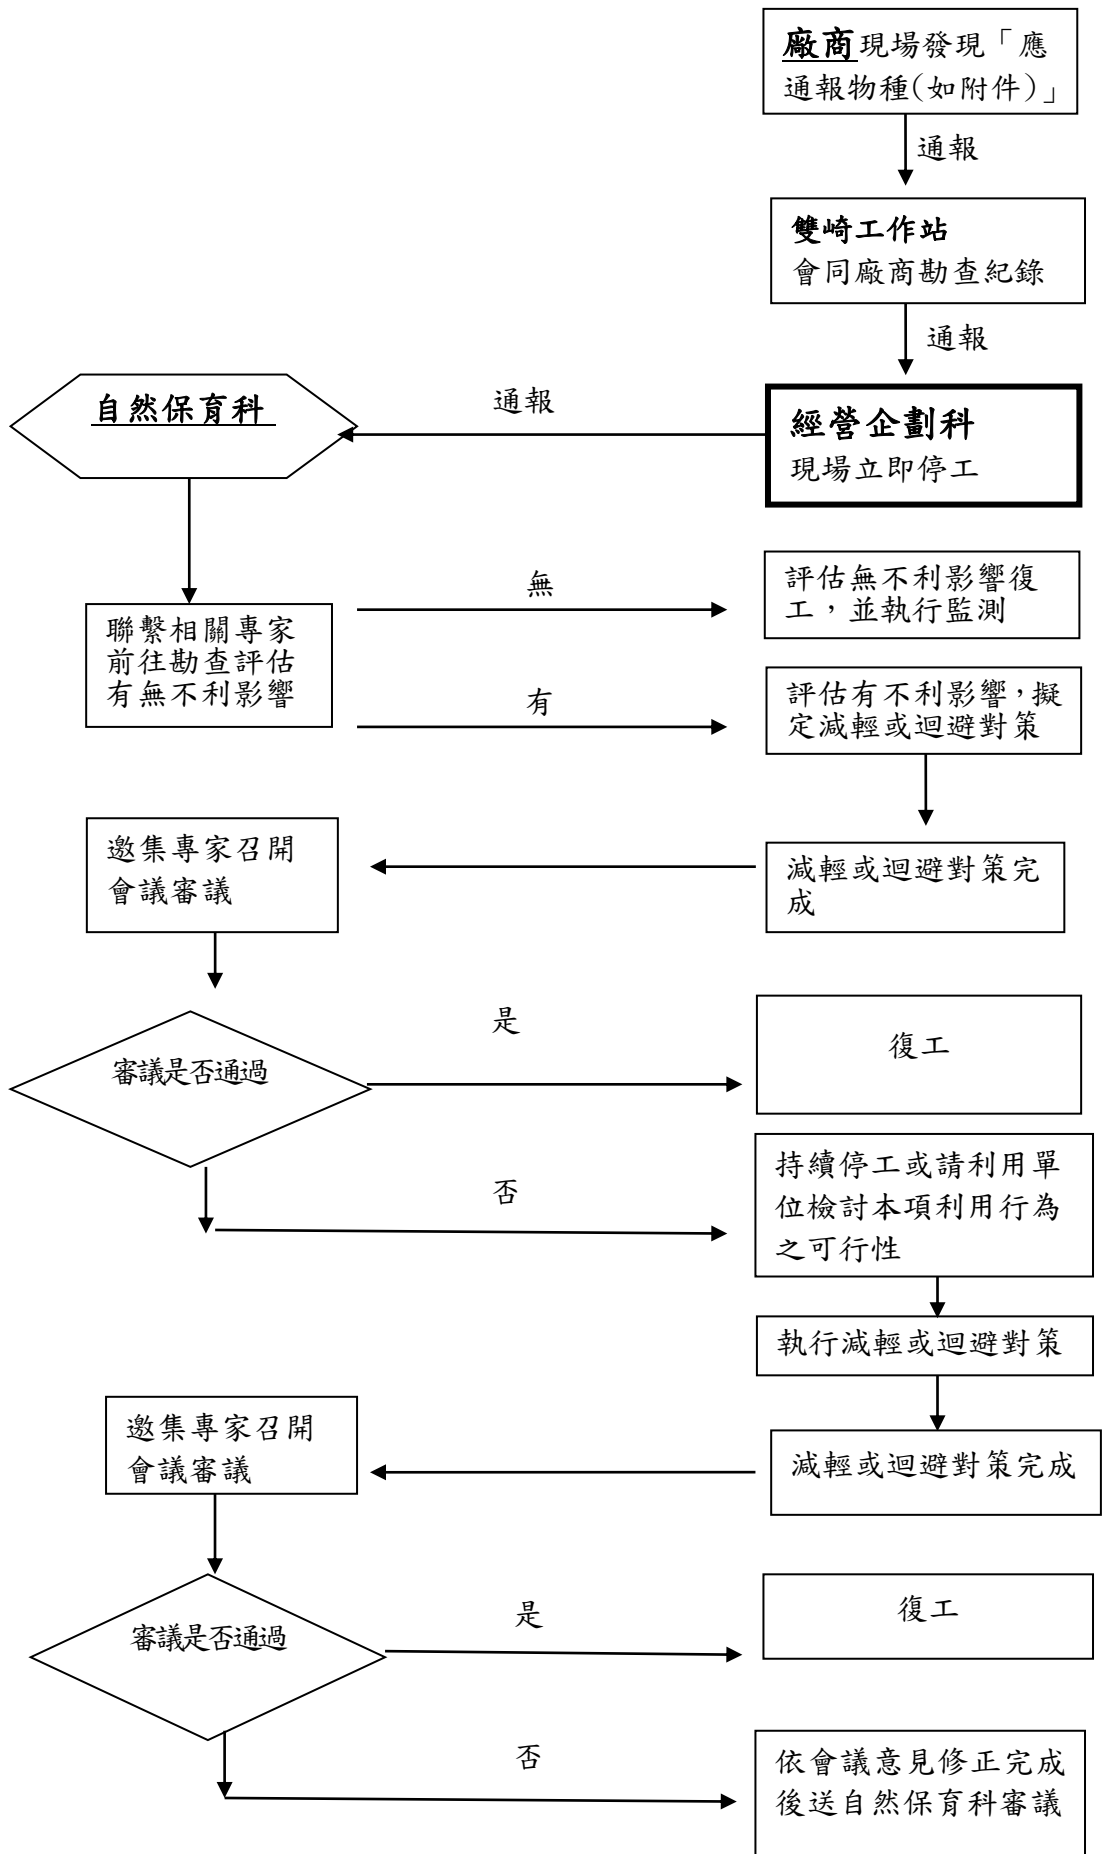 廠商現場發現「應
通報物種(如附件)」
通報
雙崎工作站
會同廠商勘查紀錄
通報
經營企劃科
現場立即停工
通報
自然保育科
聯繫相關專家
前往勘查評估
有無不利影響
無
評估無不利影響復
工，並執行監測
有
評估有不利影響，擬
定減輕或迴避對策
減輕或迴避對策完
成
邀集專家召開
會議審議
審議是否通過
是
復工
否
持續停工或請利用單
位檢討本項利用行為
之可行性
執行減輕或迴避對策
減輕或迴避對策完成
邀集專家召開
會議審議
審議是否通過
是
復工
否
依會議意見修正完成
後送自然保育科審議